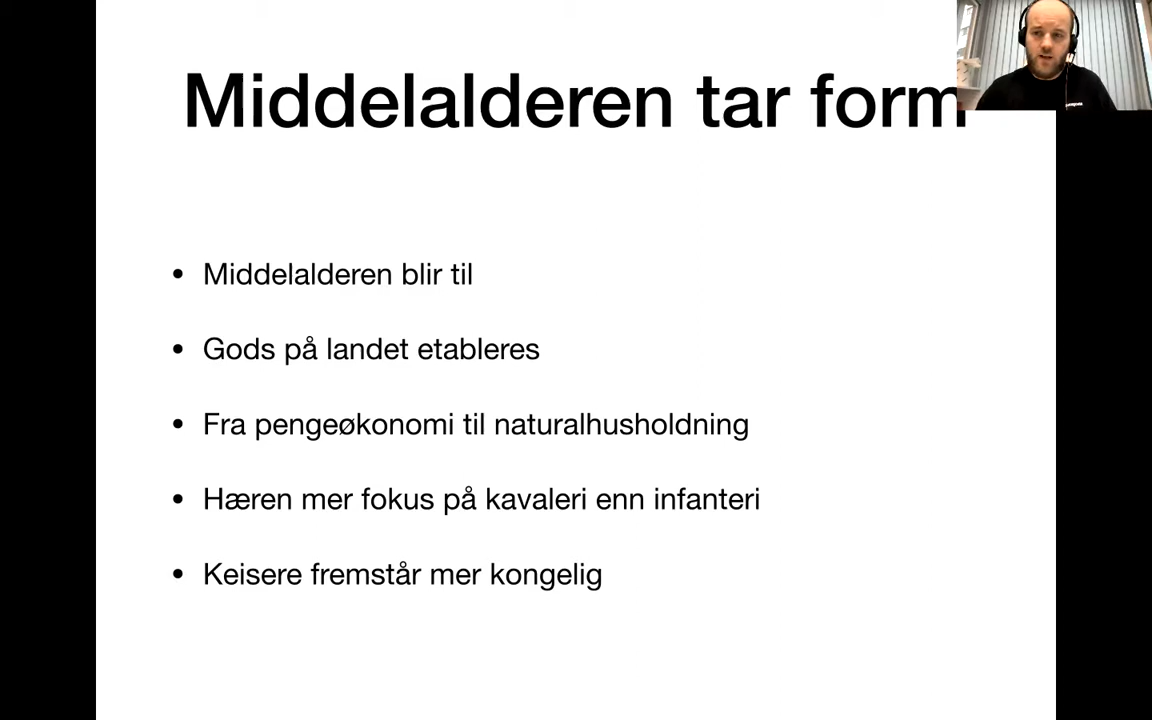 Middelalderen tar form
• Middelalderen blir til
• Gods på landet etableres
• Fra pengeøkonomi til naturalhusholdning
• Hæren mer fokus på kavaleri enn infanteri
• Keisere fremstår mer kongelig